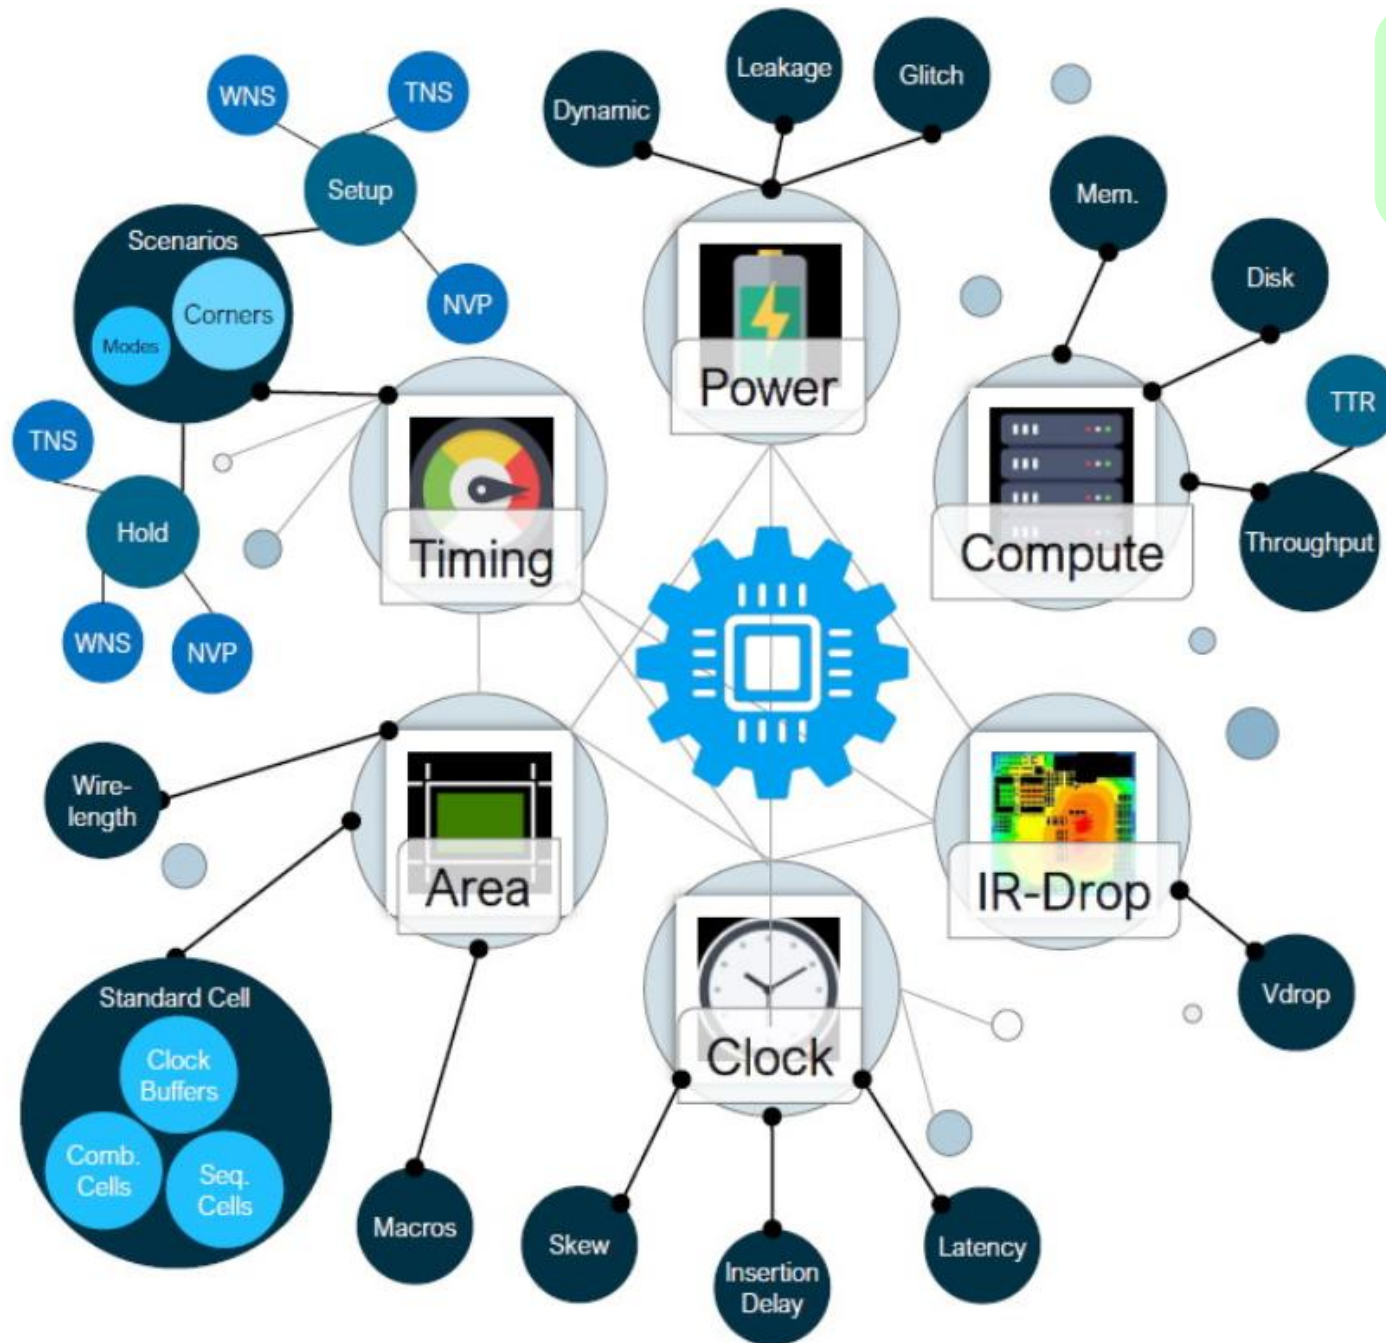 Leakage
Glitch
Dynamic
WNS
TNS
Setup
Mem.
Scenarios
Corners
Modes
NVP
Disk
Power
TTR
TNS
Hold
Timing
Compute
Throughput
WNS
NVP
Wire-
length
Area
IR-Drop
Standard Cell
Vdrop
Clock
Buffers
Clock
Comb.
Cells
Seq.
Cells
Macros
Skew
Insertion
Delay
Latency